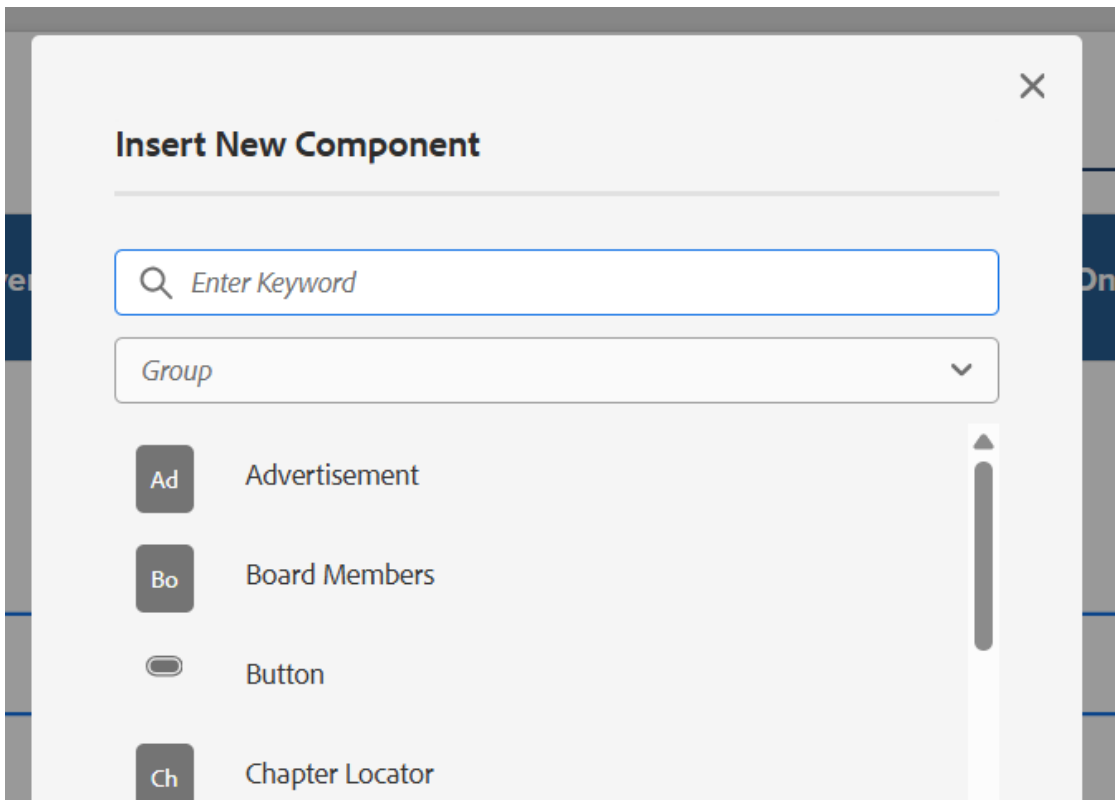 Insert New Component
Enter Keyword
Group
Ad Advertisement
Bo Board Members
Button
Ch Chapter Locator